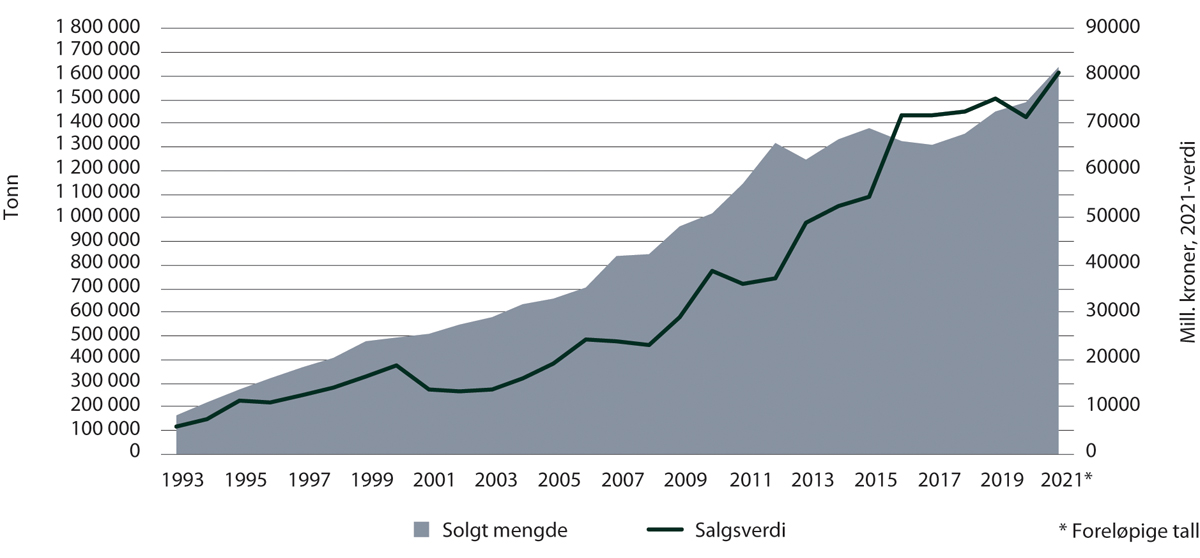 Tonn
1 800 000
1 700 000
1 600 000
1 500 000
1 400 000
1 300 000
1 200 000
1 100 000
1 000 000
900 000
800 000
700 000
600 000
500 000
400 000
300 000
200 000
100 000
0
90000
80000
70000
60000
50000
40000
30000
20000
10000
0
Mill. kroner, 2021-verdi
1993 1995 1997 1999 2001 2003 2005 2007 2009 2011 2013 2015 2017 2019 2021*
Solgt mengde Salgsverdi * Foreløpige tall